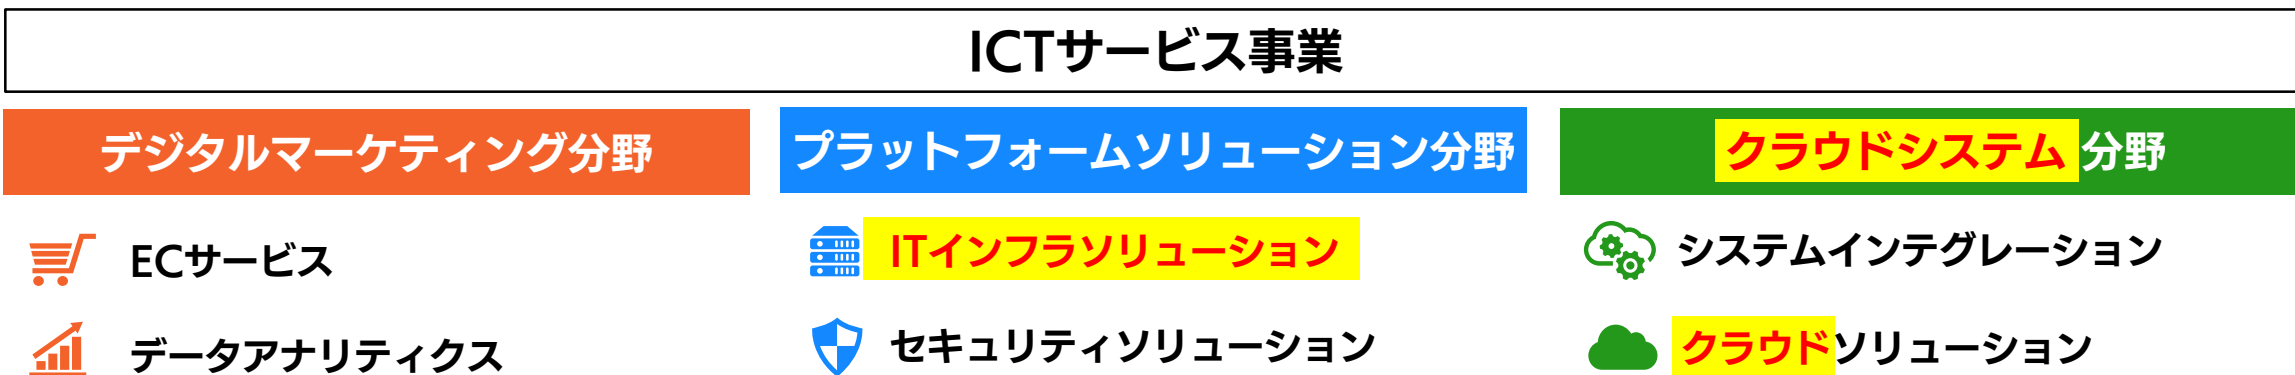 ICTサービス事業
デジタルマーケティング分野
ECサービス
データアナリティクス
プラットフォームソリューション分野
ITインフラソリューション
セキュリティソリューション
クラウドシステム分野
システムインテグレーション
クラウドソリューション